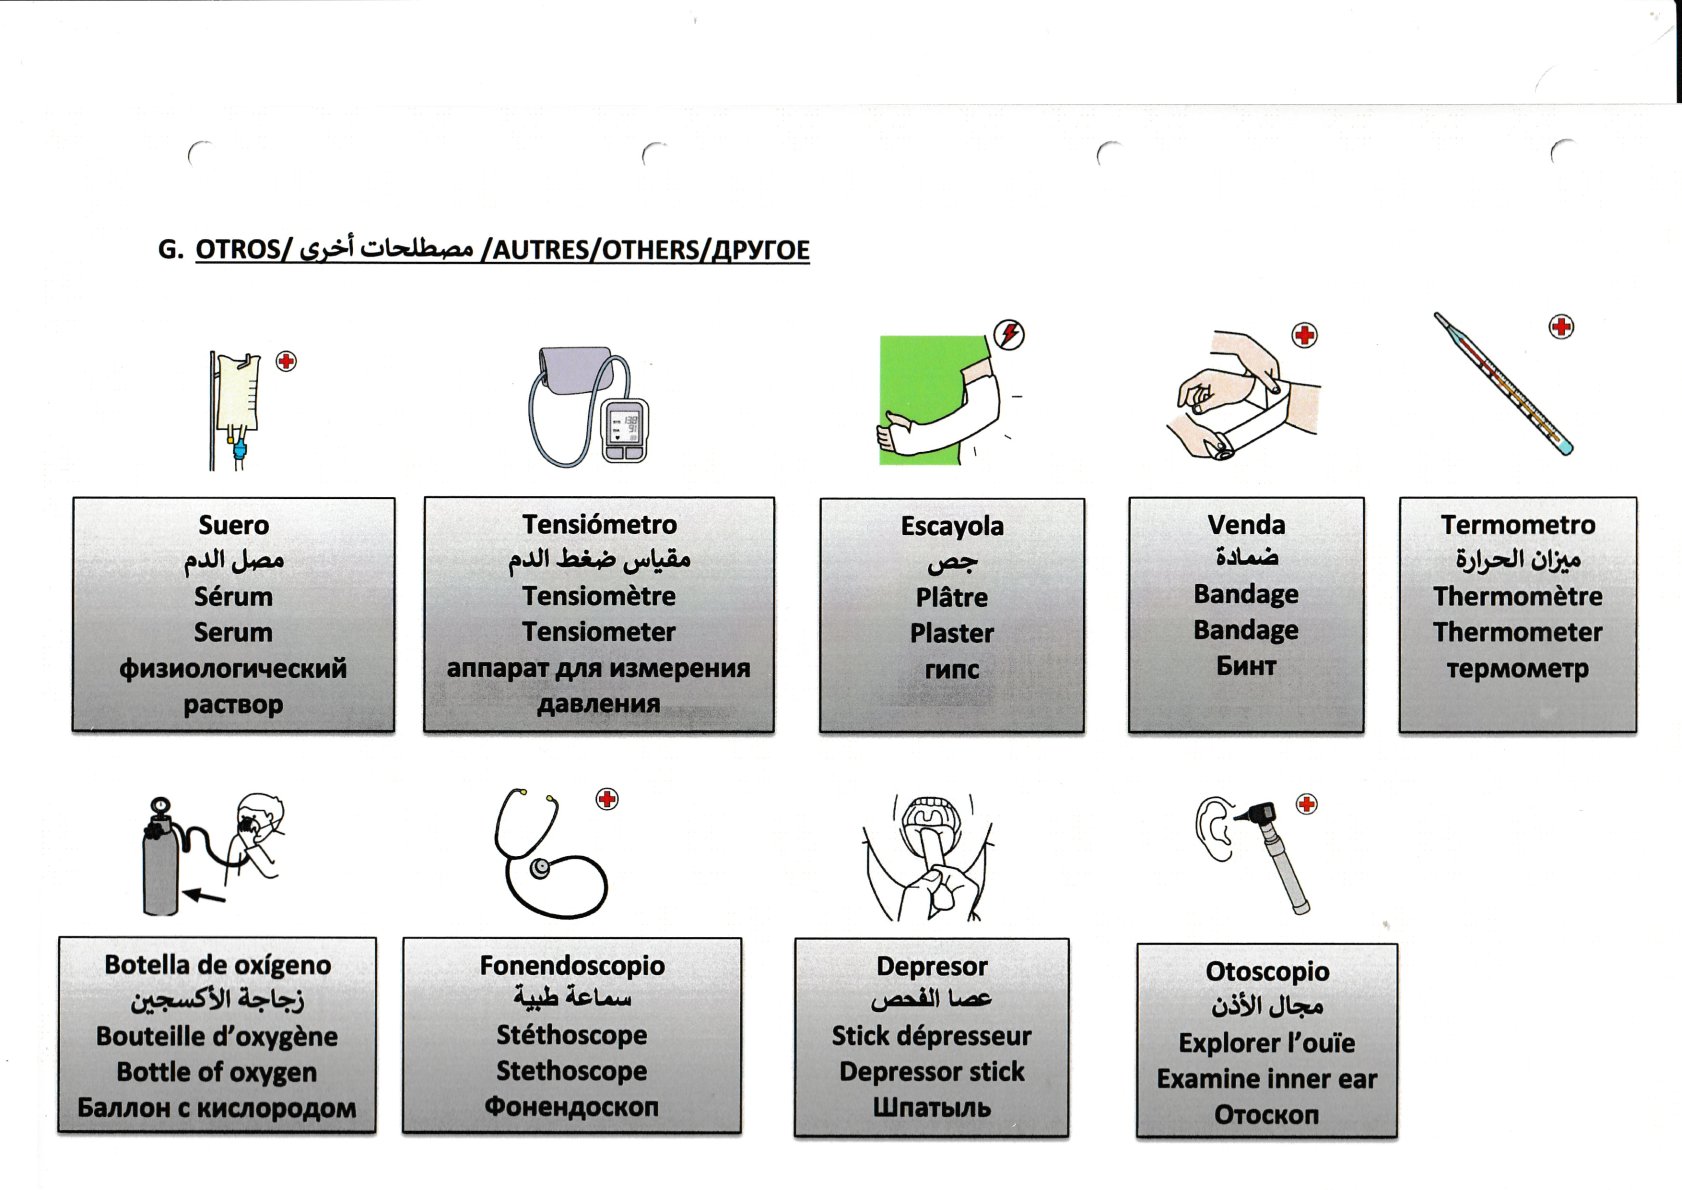 G. OTROS/ مصطلحات أخرى /AUTRES/OTHERS/ДРУГОЕ
Suero
مصل الدم
Sérum
Serum
физиологический
раствор
Tensiómetro
مقياس ضغط الدم
Tensiomètre
Tensiometer
аппарат для измерения
давления
Escayola
جص
Plâtre
Plaster
гипс
Venda
ضمادة
Bandage
Bandage
Бинт
Termometro
ميزان الحرارة
Thermomètre
Thermometer
термометр
Botella de oxígeno
زجاجة الأكسجين
Bouteille d’oxygène
Bottle of oxygen
Баллон с кислородом
Fonendoscopio
سماعة طبية
Stéthoscope
Stethoscope
Фонендоскоп
Depresor
عصا الفحص
Stick dépresseur
Depressor stick
Шпатыль
Otoscopio
مجال الأذن
Explorer l’ouïe
Examine inner ear
Отоскоп